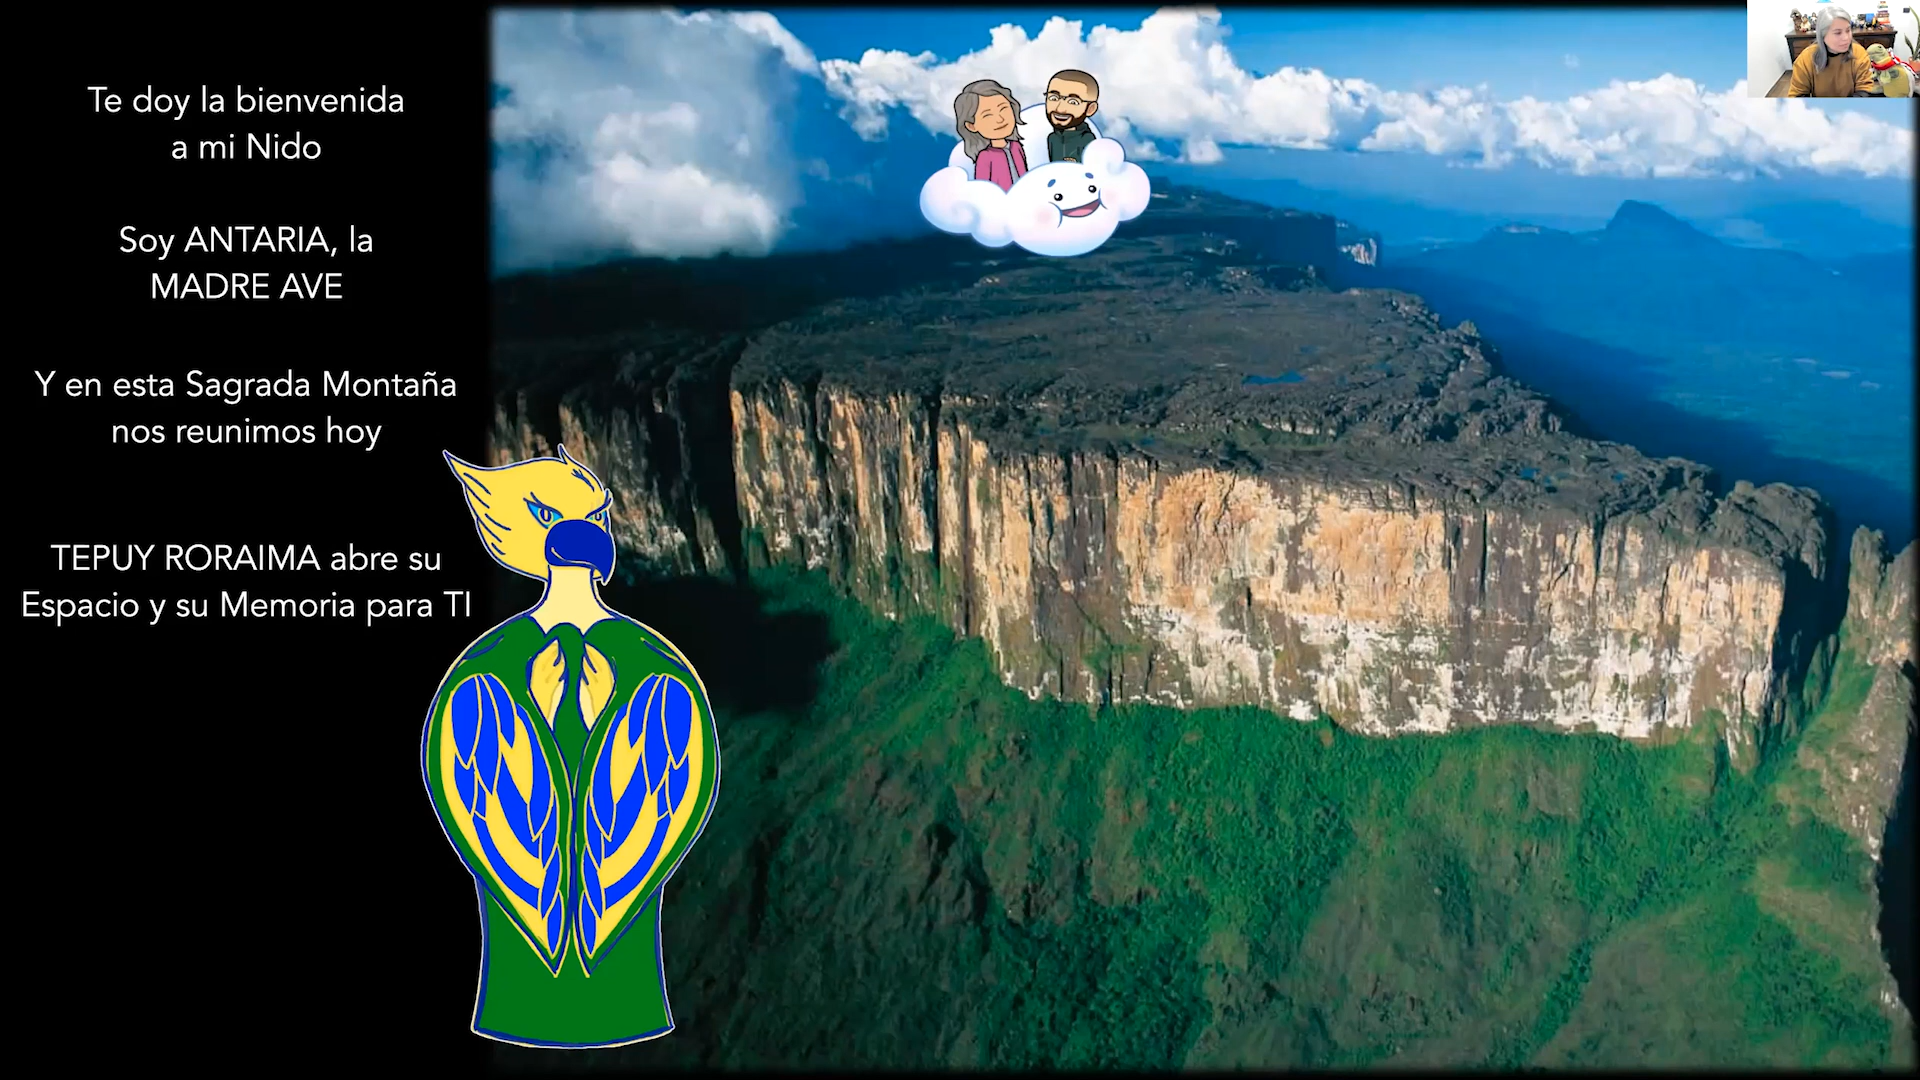 Te doy la bienvenida
a mi Nido
Soy ANTARIA, la
MADRE AVE
Y en esta Sagrada Montaña
nos reunimos hoy
TEPUY RORAIMA abre su
Espacio y su Memoria para TI